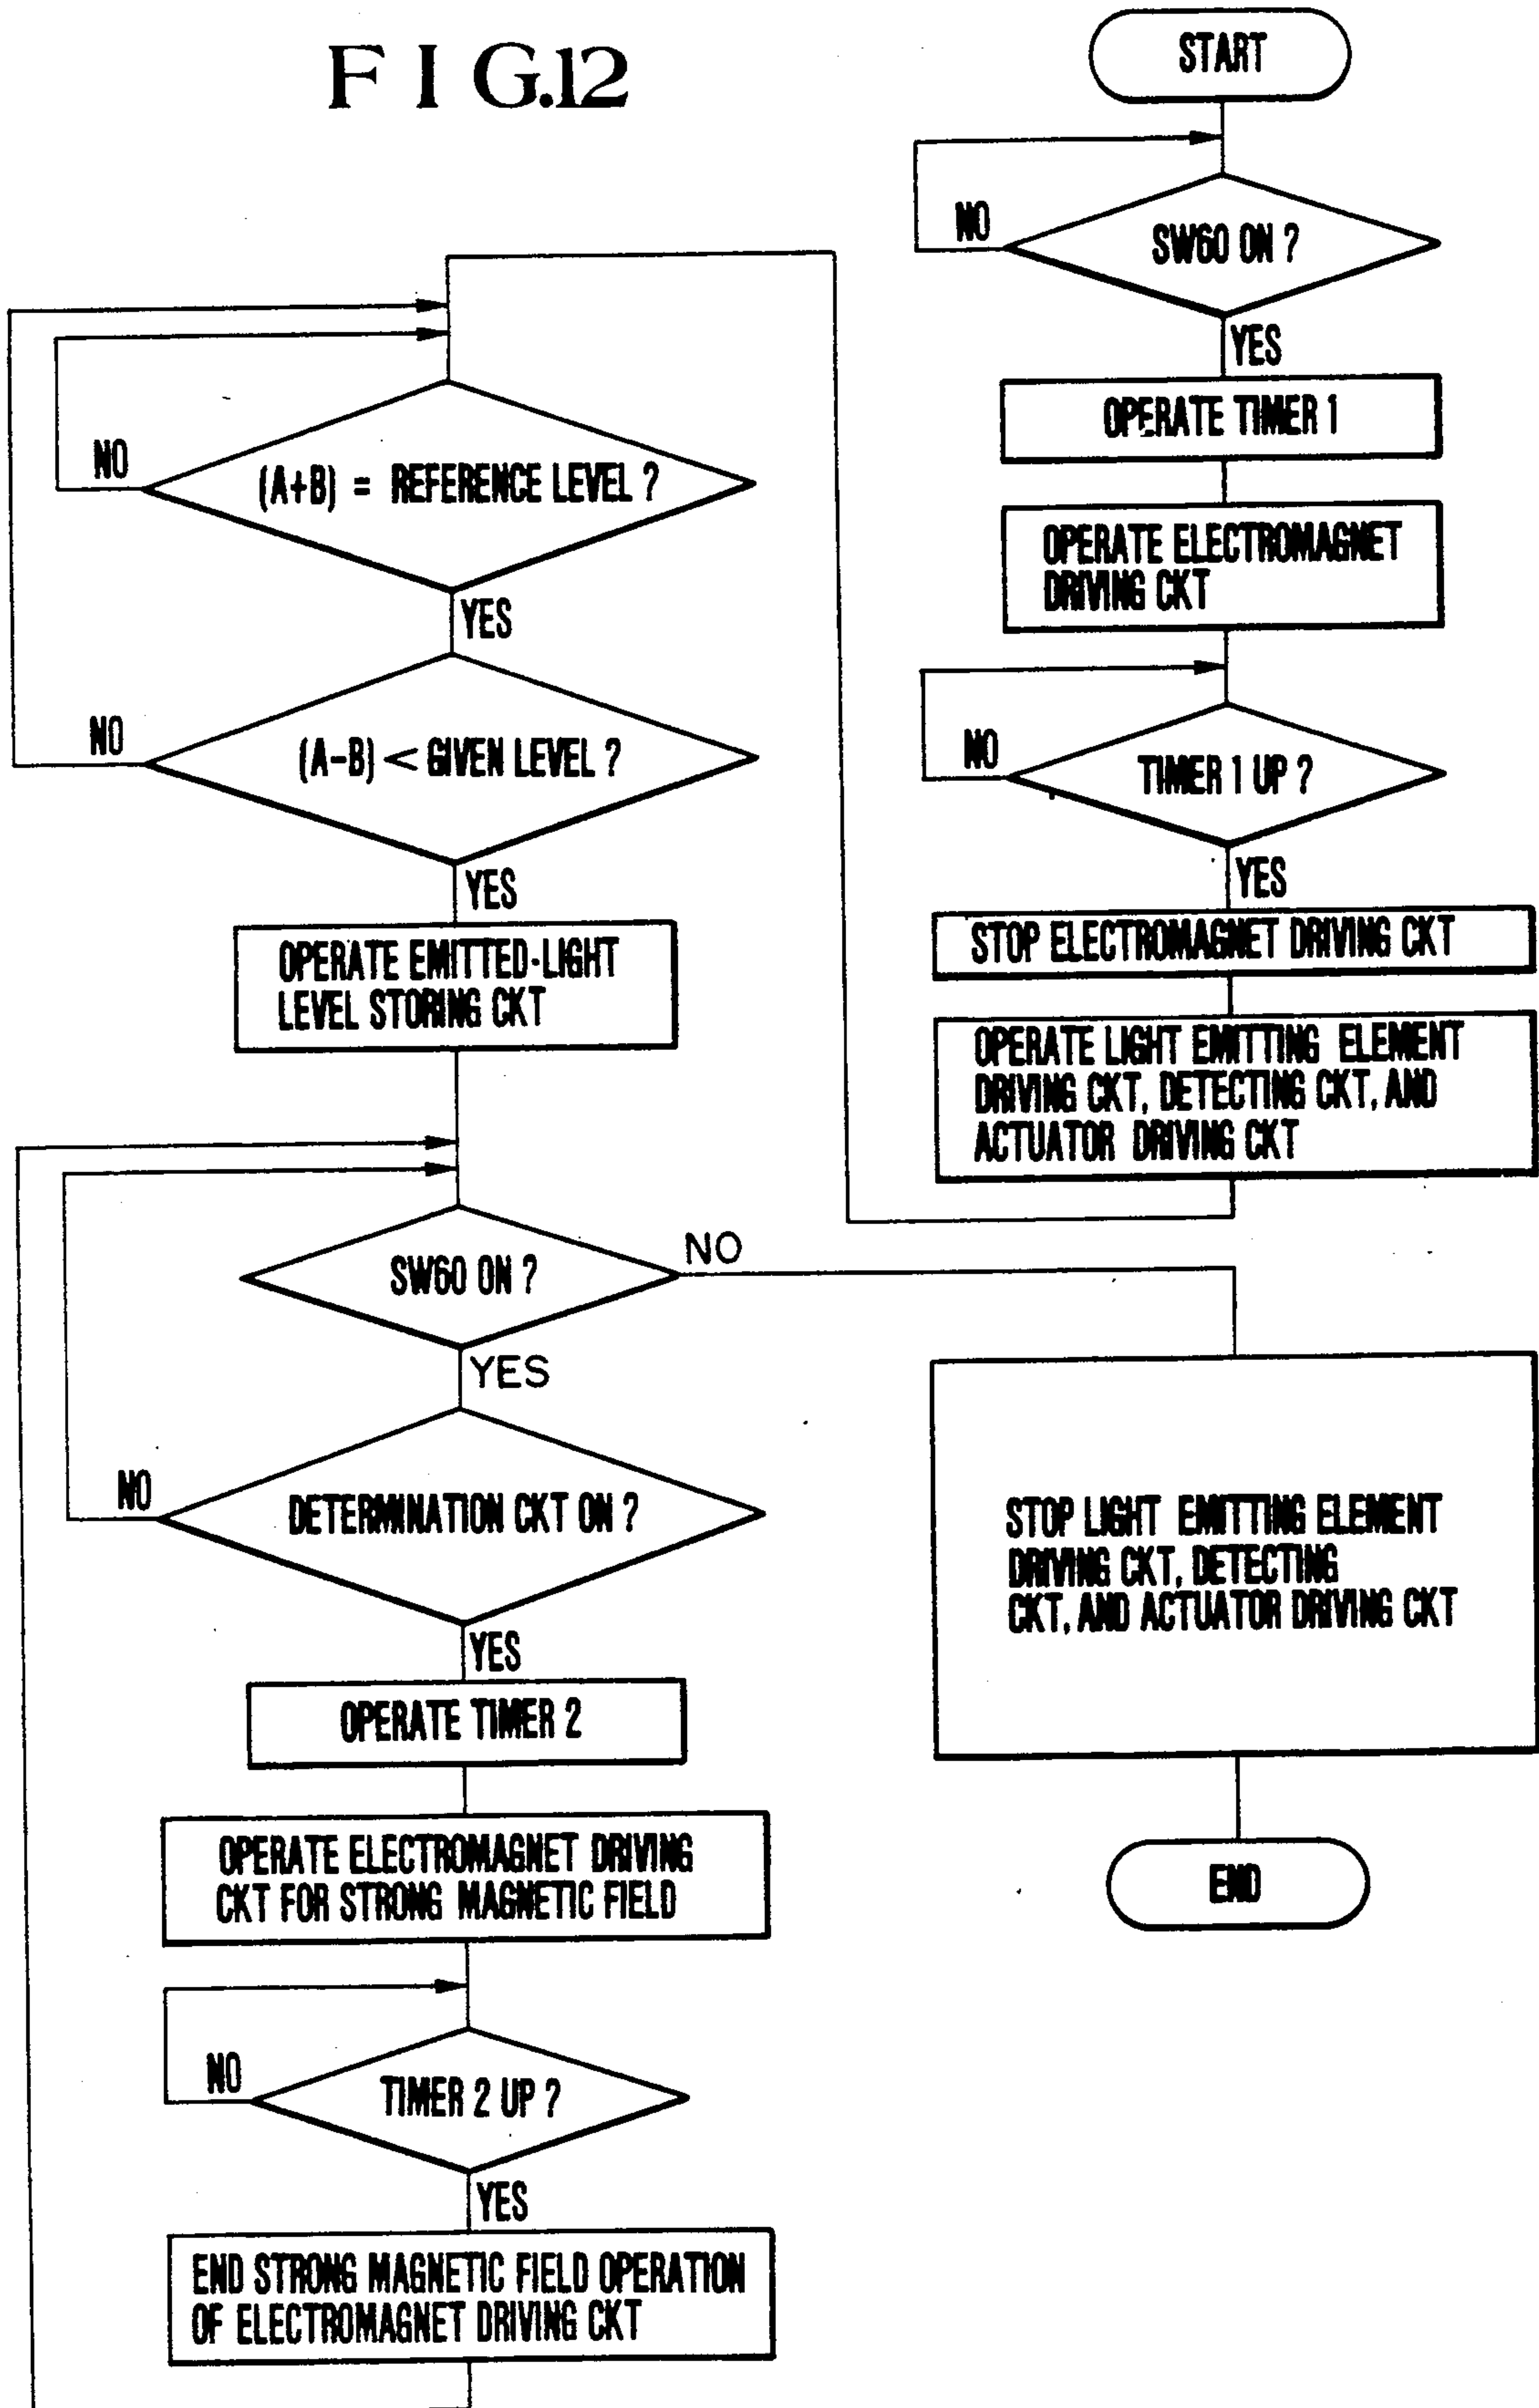 F I G.12
START
SW60 ON ?
NO
YES
OPERATE TIMER 1
OPERATE ELECTROMAGNET
DRIVING CKT
TIMER 1 UP ?
NO
YES
STOP ELECTROMAGNET DRIVING CKT
OPERATE LIGHT EMITTING ELEMENT
DRIVING CKT, DETECTING CKT, AND
ACTUATOR DRIVING CKT
(A+B) = REFERENCE LEVEL ?
NO
YES
(A-B) < GIVEN LEVEL ?
NO
YES
OPERATE EMITTED-LIGHT
LEVEL STORING CKT
SW60 ON ?
NO
YES
DETERMINATION CKT ON ?
NO
YES
OPERATE TIMER 2
OPERATE ELECTROMAGNET DRIVING
CKT FOR STRONG MAGNETIC FIELD
TIMER 2 UP ?
NO
YES
END STRONG MAGNETIC FIELD OPERATION
OF ELECTROMAGNET DRIVING CKT
STOP LIGHT EMITTING ELEMENT
DRIVING CKT, DETECTING
CKT, AND ACTUATOR DRIVING CKT
END